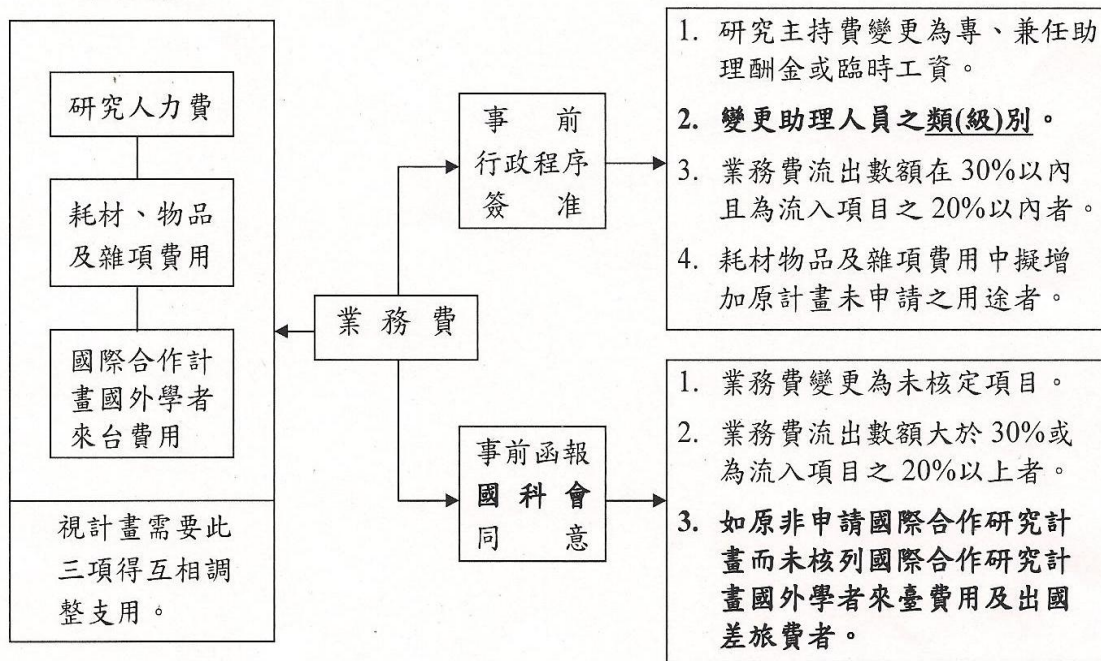 研究人力費
耗材、物品
及雜項費用
國際合作計
畫國外學者
來台費用
視計畫需要此
三項得互相調
整支用。
業務費
事前
行政程序
簽准
1. 研究主持費變更為專、兼任助
理酬金或臨時工資。
2. 變更助理人員之類(級)別。
3. 業務費流出數額在 30%以內
且為流入項目之 20%以內者。
4. 耗材物品及雜項費用中擬增
加原計畫未申請之用途者。
事前函報
國科會
同意
1. 業務費變更為未核定項目。
2. 業務費流出數額大於 30%或
為流入項目之 20%以上者。
3. 如原非申請國際合作研究計
畫而未核列國際合作研究計
畫國外學者來臺費用及出國
差旅費者。